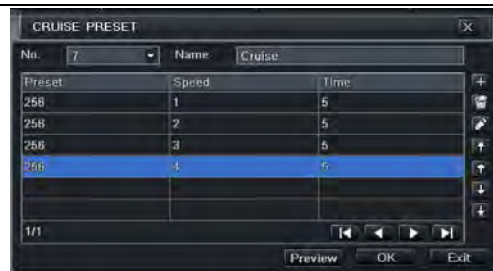 CRUISE PRESET
No. 7 Name Cruise
Preset Speed Time
256 1 5
256 2 5
256 3 5
256 4 5
1/1
Preview OK Exit